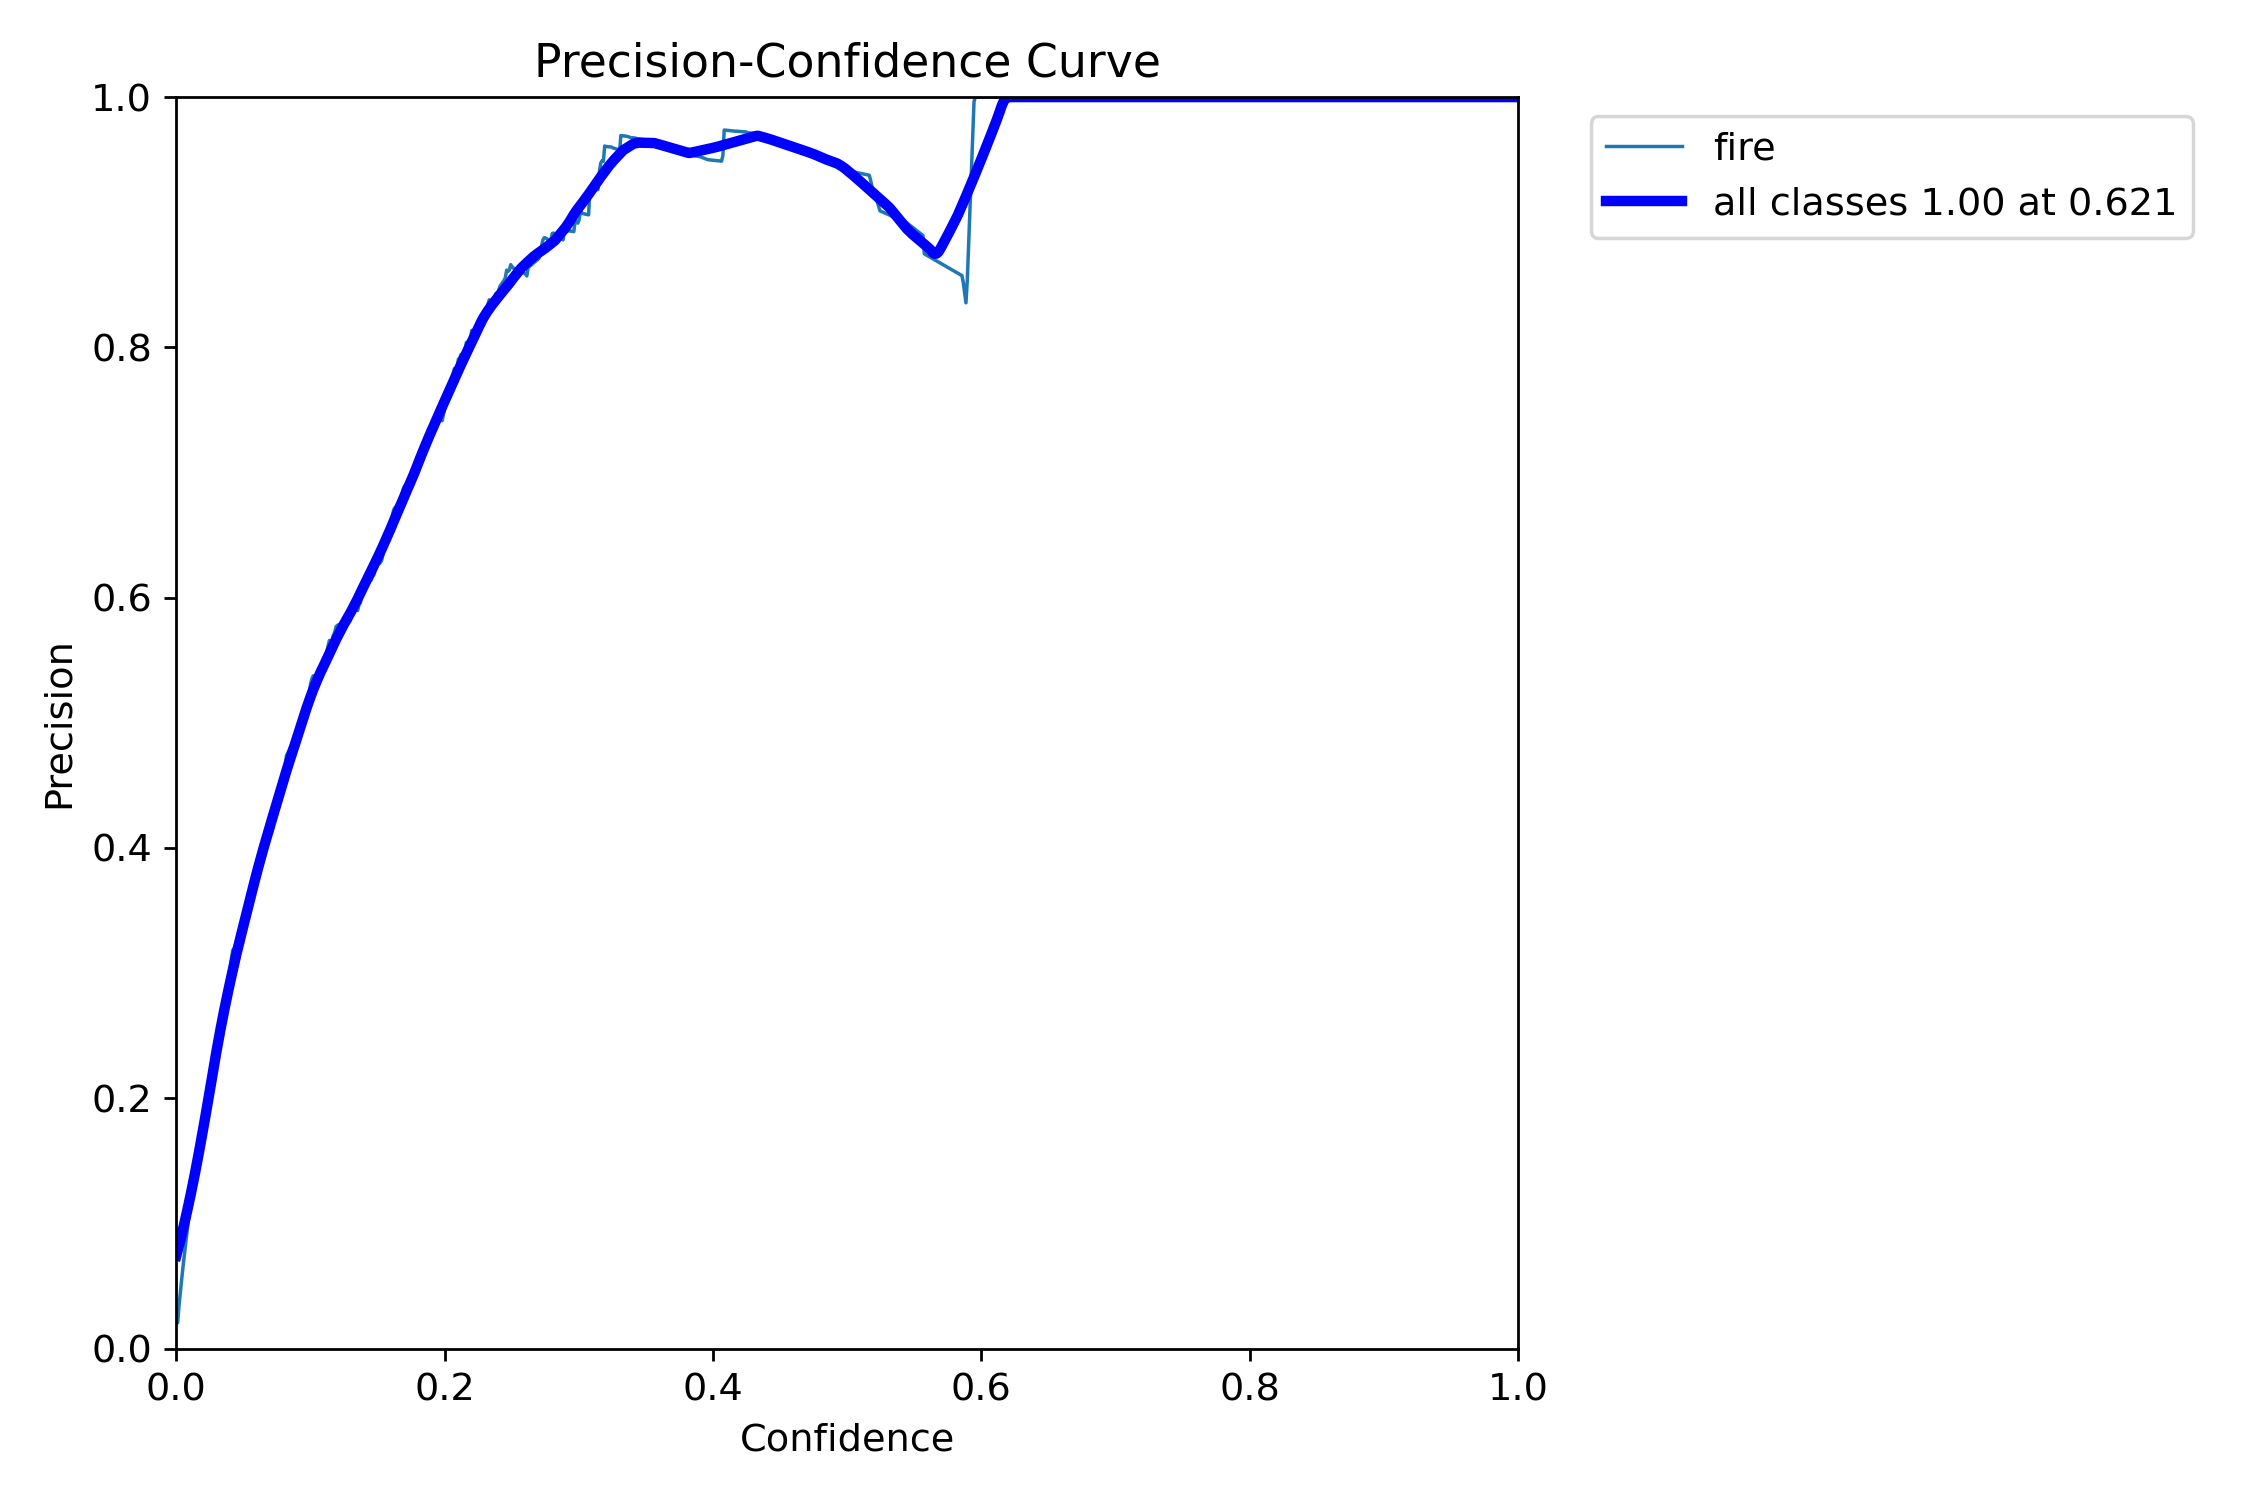 Precision-Confidence Curve
1.0
0.8
0.6
0.4
0.2
0.0
Precision
0.0 0.2 0.4 0.6 0.8 1.0
Confidence
fire
all classes 1.00 at 0.621